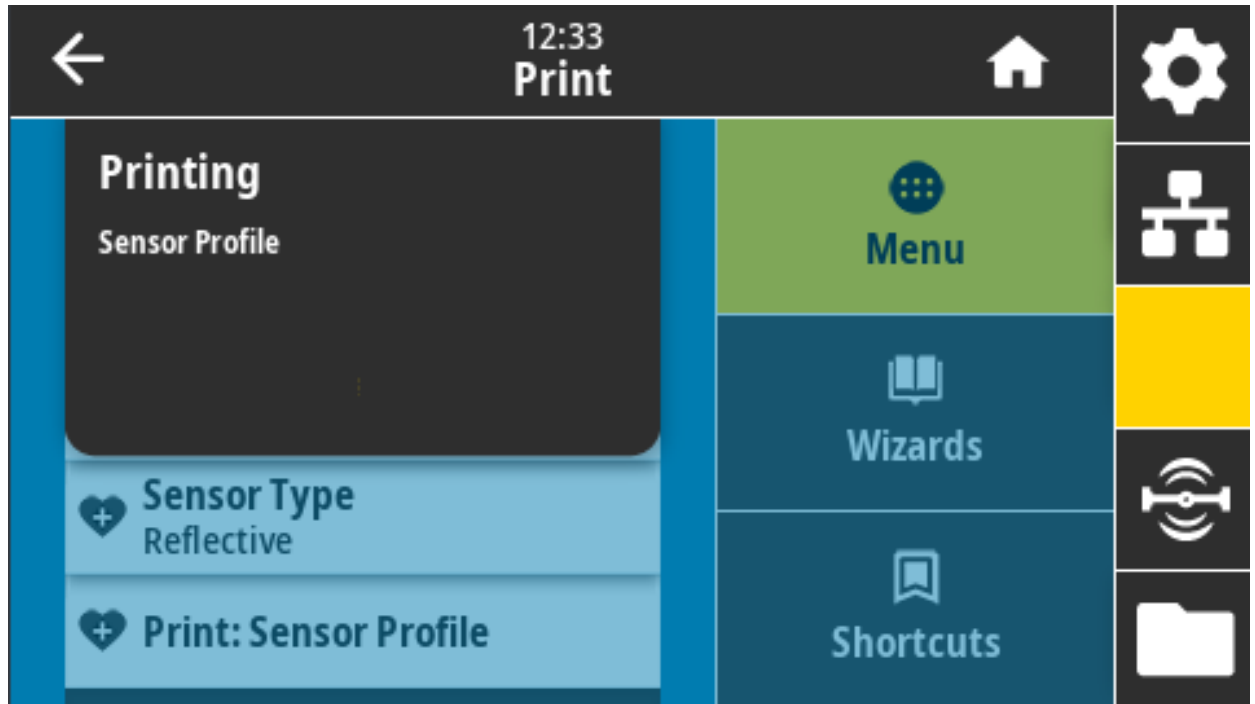 12:33
Print
Printing
Sensor Profile
Sensor Type
Reflective
Print: Sensor Profile
Menu
Wizards
Shortcuts